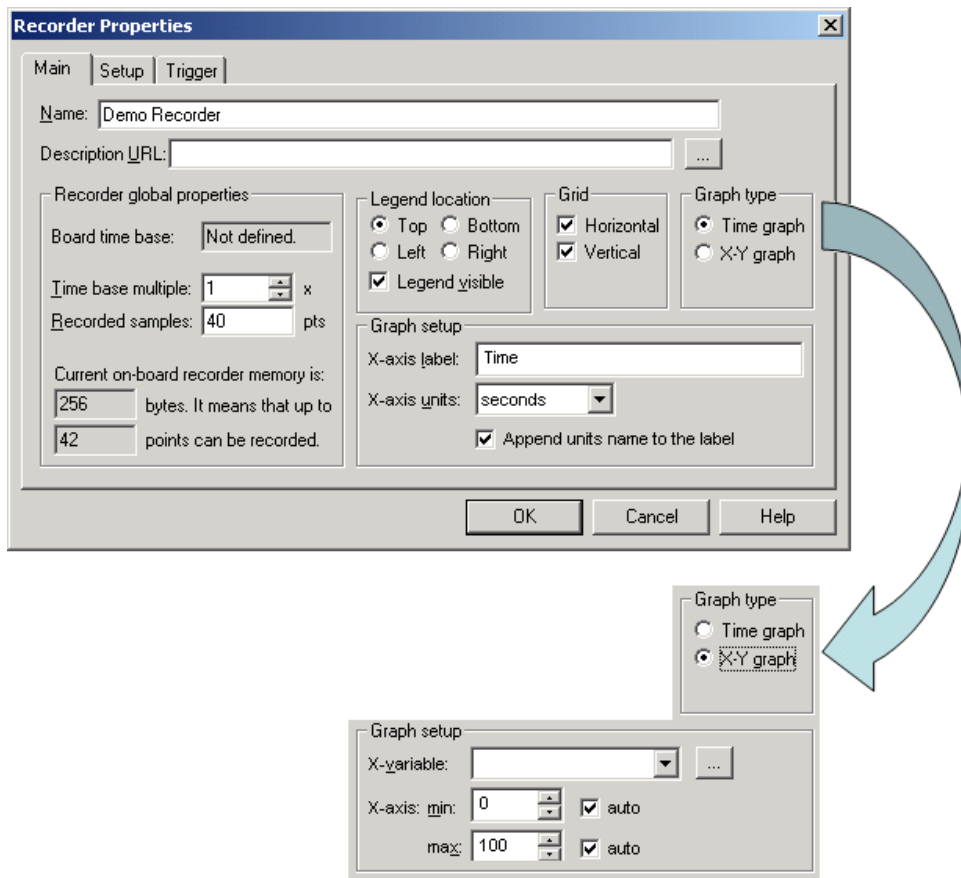 Recorder Properties
Main Setup Trigger
Name: Demo Recorder
Description URL: ...
Recorder global properties
Board time base: Not defined.
Time base multiple: 1 x
Recorded samples: 40 pts
Current on-board recorder memory is:
256 bytes. It means that up to
42 points can be recorded.
Legend location
Top Bottom
Left Right
Legend visible
Grid
Horizontal
Vertical
Graph type
Time graph
X-Y graph
Graph setup
X-axis label: Time
X-axis units: seconds
Append units name to the label
OK Cancel Help
Graph type
Time graph
X-Y graph
Graph setup
X-variable: ...
X-axis: min: 0 auto
max: 100 auto